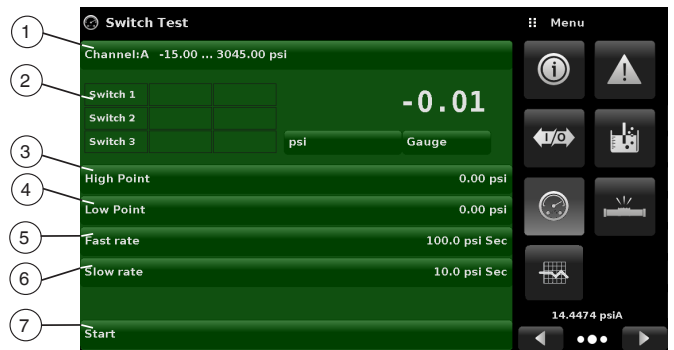 Switch Test
Menu
1
Channel:A -15.00 ... 3045.00 psi
2
Switch 1
-0.01
Switch 2
I/O
Switch 3
psi
Gauge
3
High Point
0.00 psi
4
Low Point
0.00 psi
5
Fast rate
100.0 psi Sec
6
Slow rate
10.0 psi Sec
14.4474 psiA
7
Start